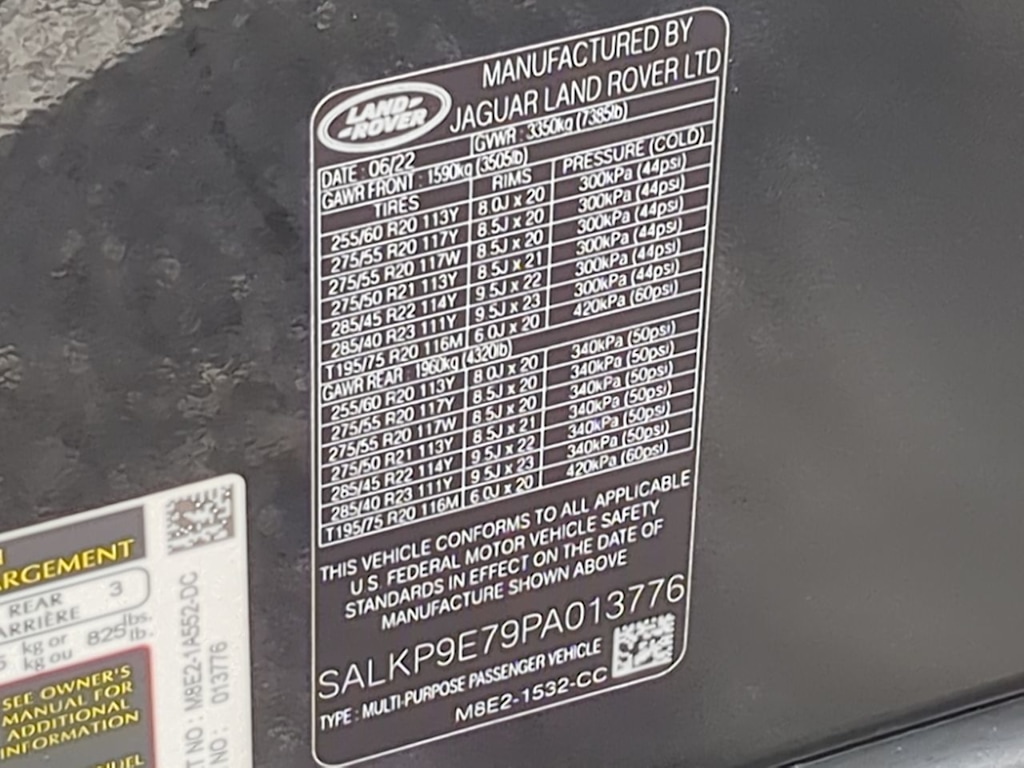 LAND-
-ROVER
MANUFACTURED BY
JAGUAR LAND ROVER LTD
DATE : 06/22 GVWR : 3350kg (7385lb)
GAWR FRONT : 1590kg (3505lb)
TIRES RIMS PRESSURE (COLD)
255/60 R20 113Y 8.0J x 20 300kPa (44psi)
275/55 R20 117Y 8.5J x 20 300kPa (44psi)
275/55 R20 117W 8.5J x 20 300kPa (44psi)
275/50 R21 113Y 8.5J x 21 300kPa (44psi)
285/45 R22 114Y 9.5J x 22 300kPa (44psi)
285/40 R23 111Y 9.5J x 23 300kPa (44psi)
T195/75 R20 116M 6.0J x 20 420kPa (60psi)
GAWR REAR : 1960kg (4320lb)
255/60 R20 113Y 8.0J x 20 340kPa (50psi)
275/55 R20 117Y 8.5J x 20 340kPa (50psi)
275/55 R20 117W 8.5J x 20 340kPa (50psi)
275/50 R21 113Y 8.5J x 21 340kPa (50psi)
285/45 R22 114Y 9.5J x 22 340kPa (50psi)
285/40 R23 111Y 9.5J x 23 340kPa (50psi)
T195/75 R20 116M 6.0J x 20 420kPa (60psi)
THIS VEHICLE CONFORMS TO ALL APPLICABLE
U.S. FEDERAL MOTOR VEHICLE SAFETY
STANDARDS IN EFFECT ON THE DATE OF
MANUFACTURE SHOWN ABOVE
SALKP9E79PA013776
TYPE : MULTI-PURPOSE PASSENGER VEHICLE
M8E2-1532-CC
ARGEMENT
REAR 3
ARRIÈRE
kg or 825 lbs.
kg ou lb.
SEE OWNER'S
MANUAL FOR
ADDITIONAL
INFORMATION
NO : M8E2-1A552-DC
NO : 013776